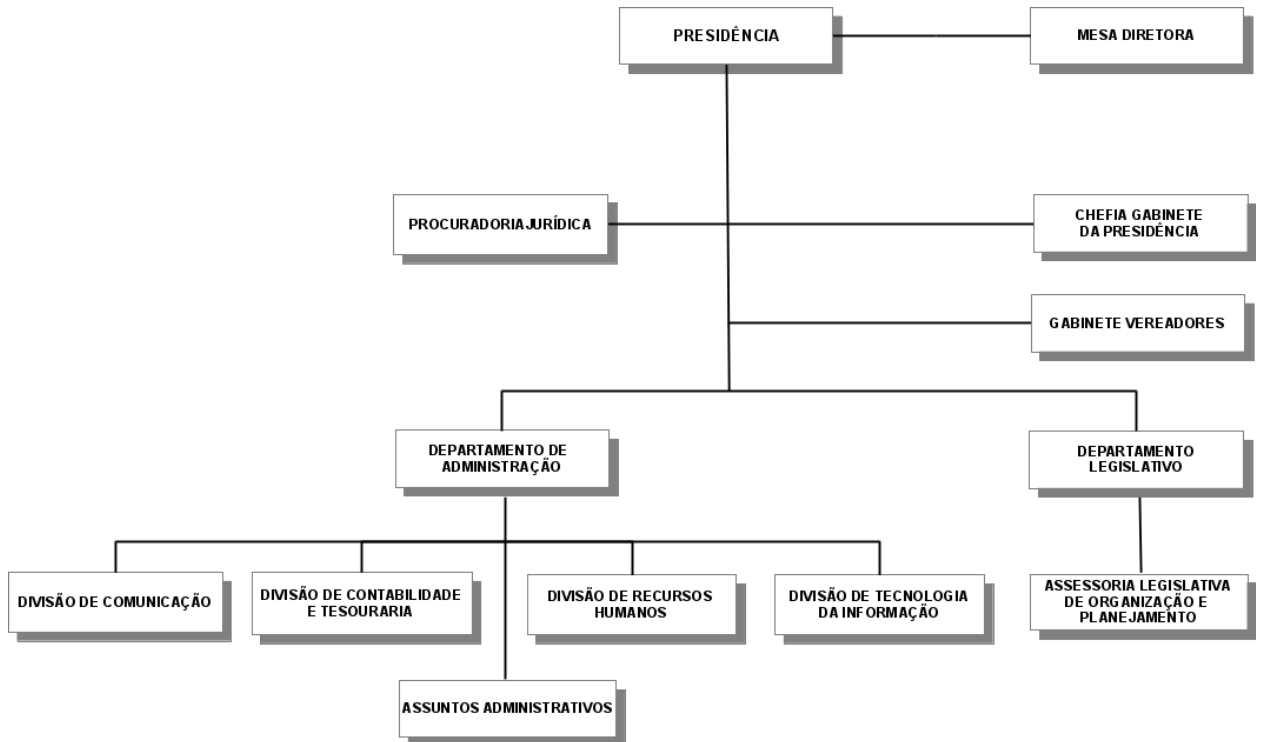 PRESIDÊNCIA
MESA DIRETORA
PROCURADORIA JURÍDICA
CHEFIA GABINETE
DA PRESIDÊNCIA
GABINETE VEREADORES
DEPARTAMENTO DE
ADMINISTRAÇÃO
DEPARTAMENTO
LEGISLATIVO
DIVISÃO DE COMUNICAÇÃO
DIVISÃO DE CONTABILIDADE
E TESOURARIA
DIVISÃO DE RECURSOS
HUMANOS
DIVISÃO DE TECNOLOGIA
DA INFORMAÇÃO
ASSESSORIA LEGISLATIVA
DE ORGANIZAÇÃO E
PLANEJAMENTO
ASSUNTOS ADMINISTRATIVOS